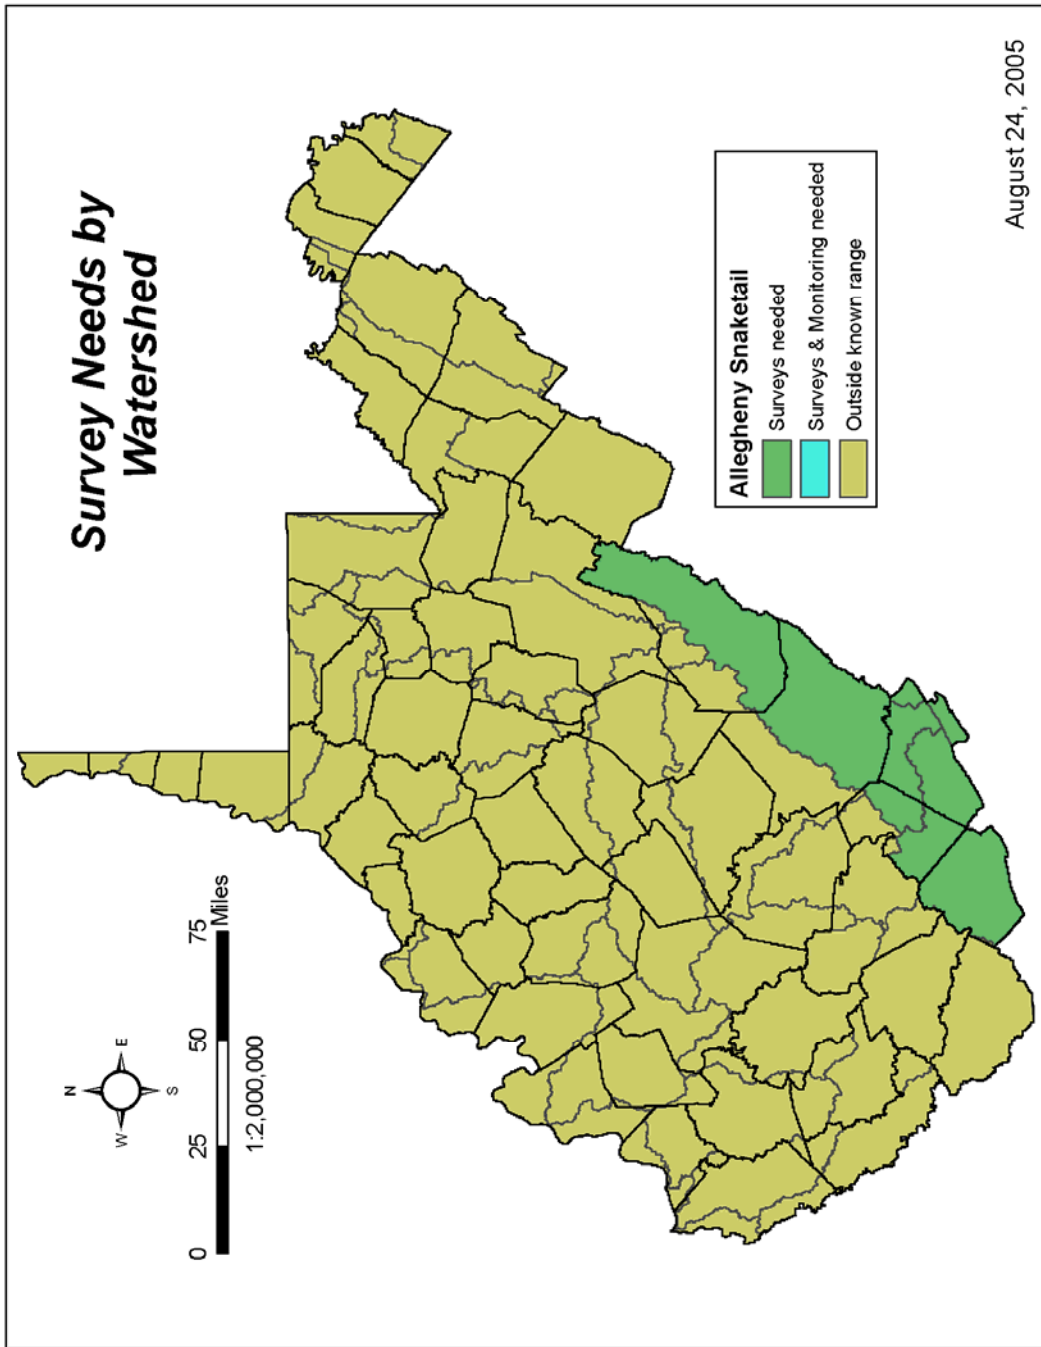 Survey Needs by
Watershed
N
W
E
S
0 25 50 75
Miles
1:2,000,000
Allegheny Snaketail
Surveys needed
Surveys & Monitoring needed
Outside known range
August 24, 2005